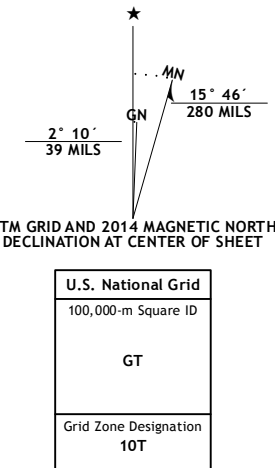 ★
MN
GN
15° 46´
280 MILS
2° 10´
39 MILS
TM GRID AND 2014 MAGNETIC NORTH
DECLINATION AT CENTER OF SHEET
U.S. National Grid
100,000-m Square ID
GT
Grid Zone Designation
10T